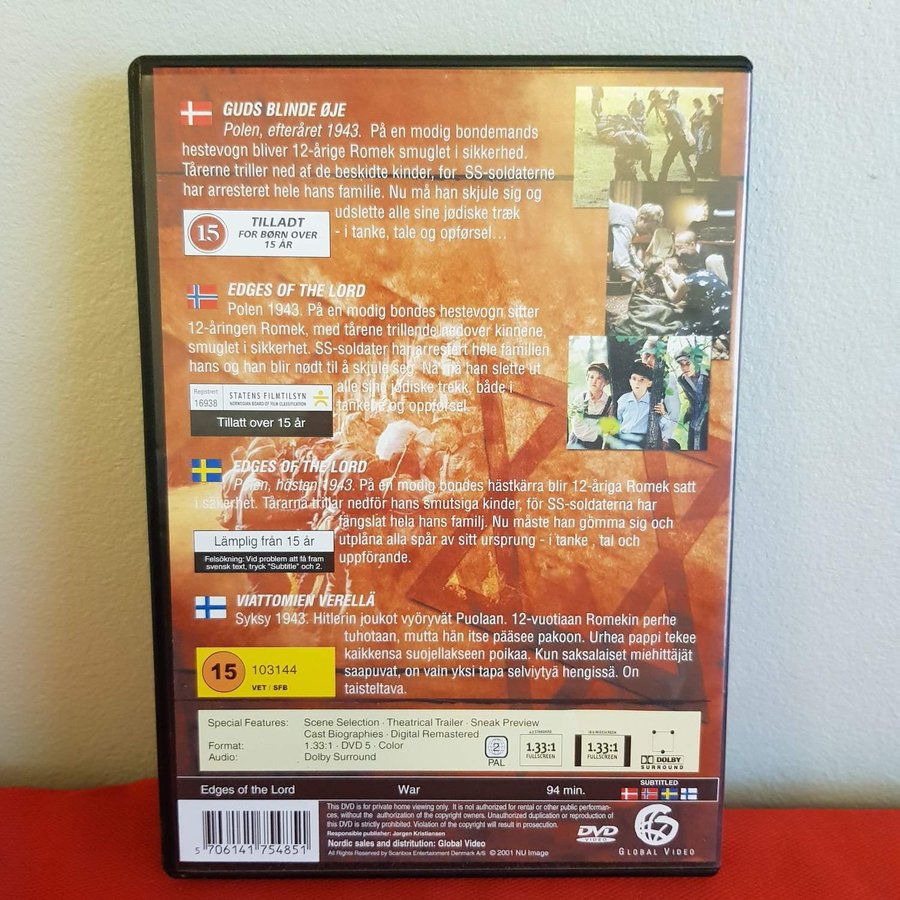 GUDS BLINDE ØJE
Polen, efteråret 1943. På en modig bondemands
hestevogn bliver 12-årige Romek smuglet i sikkerhed.
Tårerne triller ned af de beskidte kinder, for SS-soldaterne
har arresteret hele hans familie. Nu må han skjule sig og
udslette alle sine jødiske træk
- i tanke, tale og opførsel...
15
TILLADT
FOR BØRN OVER
15 ÅR
EDGES OF THE LORD
Polen 1943. På en modig bondes hestevogn sitter
12-åringen Romek, med tårene trillende nedover kinnene,
smuglet i sikkerhet. SS-soldater har arrestert hele familien
hans og han blir nødt til å skjule seg. Nå må han slette ut
alle sine jødiske trekk, både i
tankene og oppførsel.
Registrert
16938
STATENS FILMTILSYN
NORWEGIAN BOARD OF FILM CLASSIFICATION
Tillatt over 15 år
EDGES OF THE LORD
Polen, hösten 1943. På en modig bondes hästkärra blir 12-åriga Romek satt
i säkerhet. Tårarna trillar nedför hans smutsiga kinder, för SS-soldaterna har
fängslat hela hans familj. Nu måste han gömma sig och
utplåna alla spår av sitt ursprung - i tanke , tal och
uppförande.
Lämplig från 15 år
Felsökning: Vid problem att få fram
svensk text, tryck "Subtitle" och 2.
VIATTOMIEN VERELLÄ
Syksy 1943. Hitlerin joukot vyöryvät Puolaan. 12-vuotiaan Romekin perhe
tuhotaan, mutta hän itse pääsee pakoon. Urhea pappi tekee
kaikkensa suojellakseen poikaa. Kun saksalaiset miehittäjät
saapuvat, on vain yksi tapa selviytyä hengissä. On
taisteltava.
15
103144
VET / SFB
Special Features: Scene Selection · Theatrical Trailer · Sneak Preview
Cast Biographies · Digital Remastered
Format: 1.33:1 · DVD 5 · Color
Audio: Dolby Surround
2
PAL
1.33:1
FULLSCREEN
1.33:1
FULLSCREEN
DOLBY
SURROUND
Edges of the Lord War 94 min.
SUBTITLED
This DVD is for private home viewing only. It is not authorized for rental or other public performan-
ces, without the authorization of the copyright owners. Unauthorized duplication or reproduction of
this DVD is strictly prohibited. Violation of the copyright will result in prosecution.
Responsible publisher: Jørgen Kristiansen
Nordic sales and distribution: Global Video
All Rights Reserved by Scanbox Entertainment Denmark A/S © 2001 NU Image
5 706141 754851
DVD
VIDEO
GLOBAL VIDEO